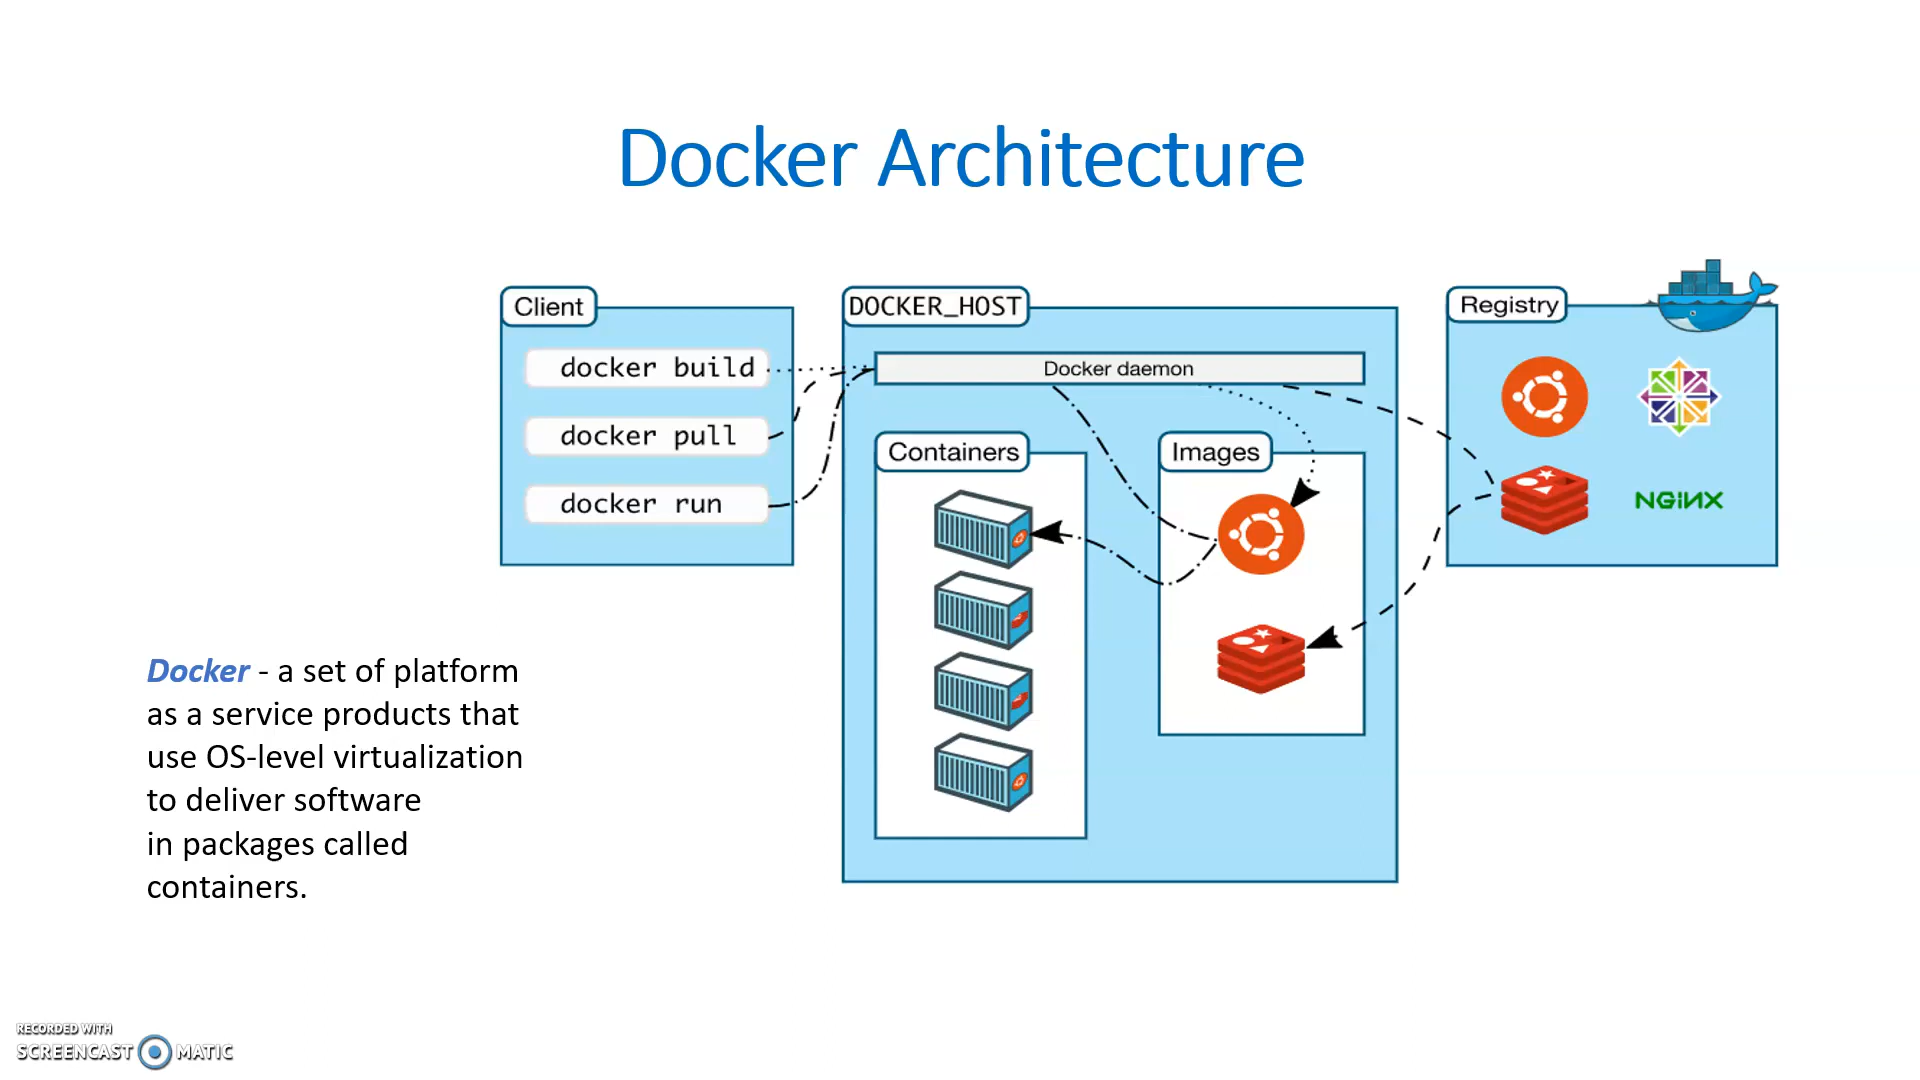 Docker Architecture
Client
docker build
docker pull
docker run
DOCKER_HOST
Docker daemon
Containers
Images
Registry
NGiNX
Docker - a set of platform
as a service products that
use OS-level virtualization
to deliver software
in packages called
containers.
RECORDED WITH
SCREENCAST MATIC